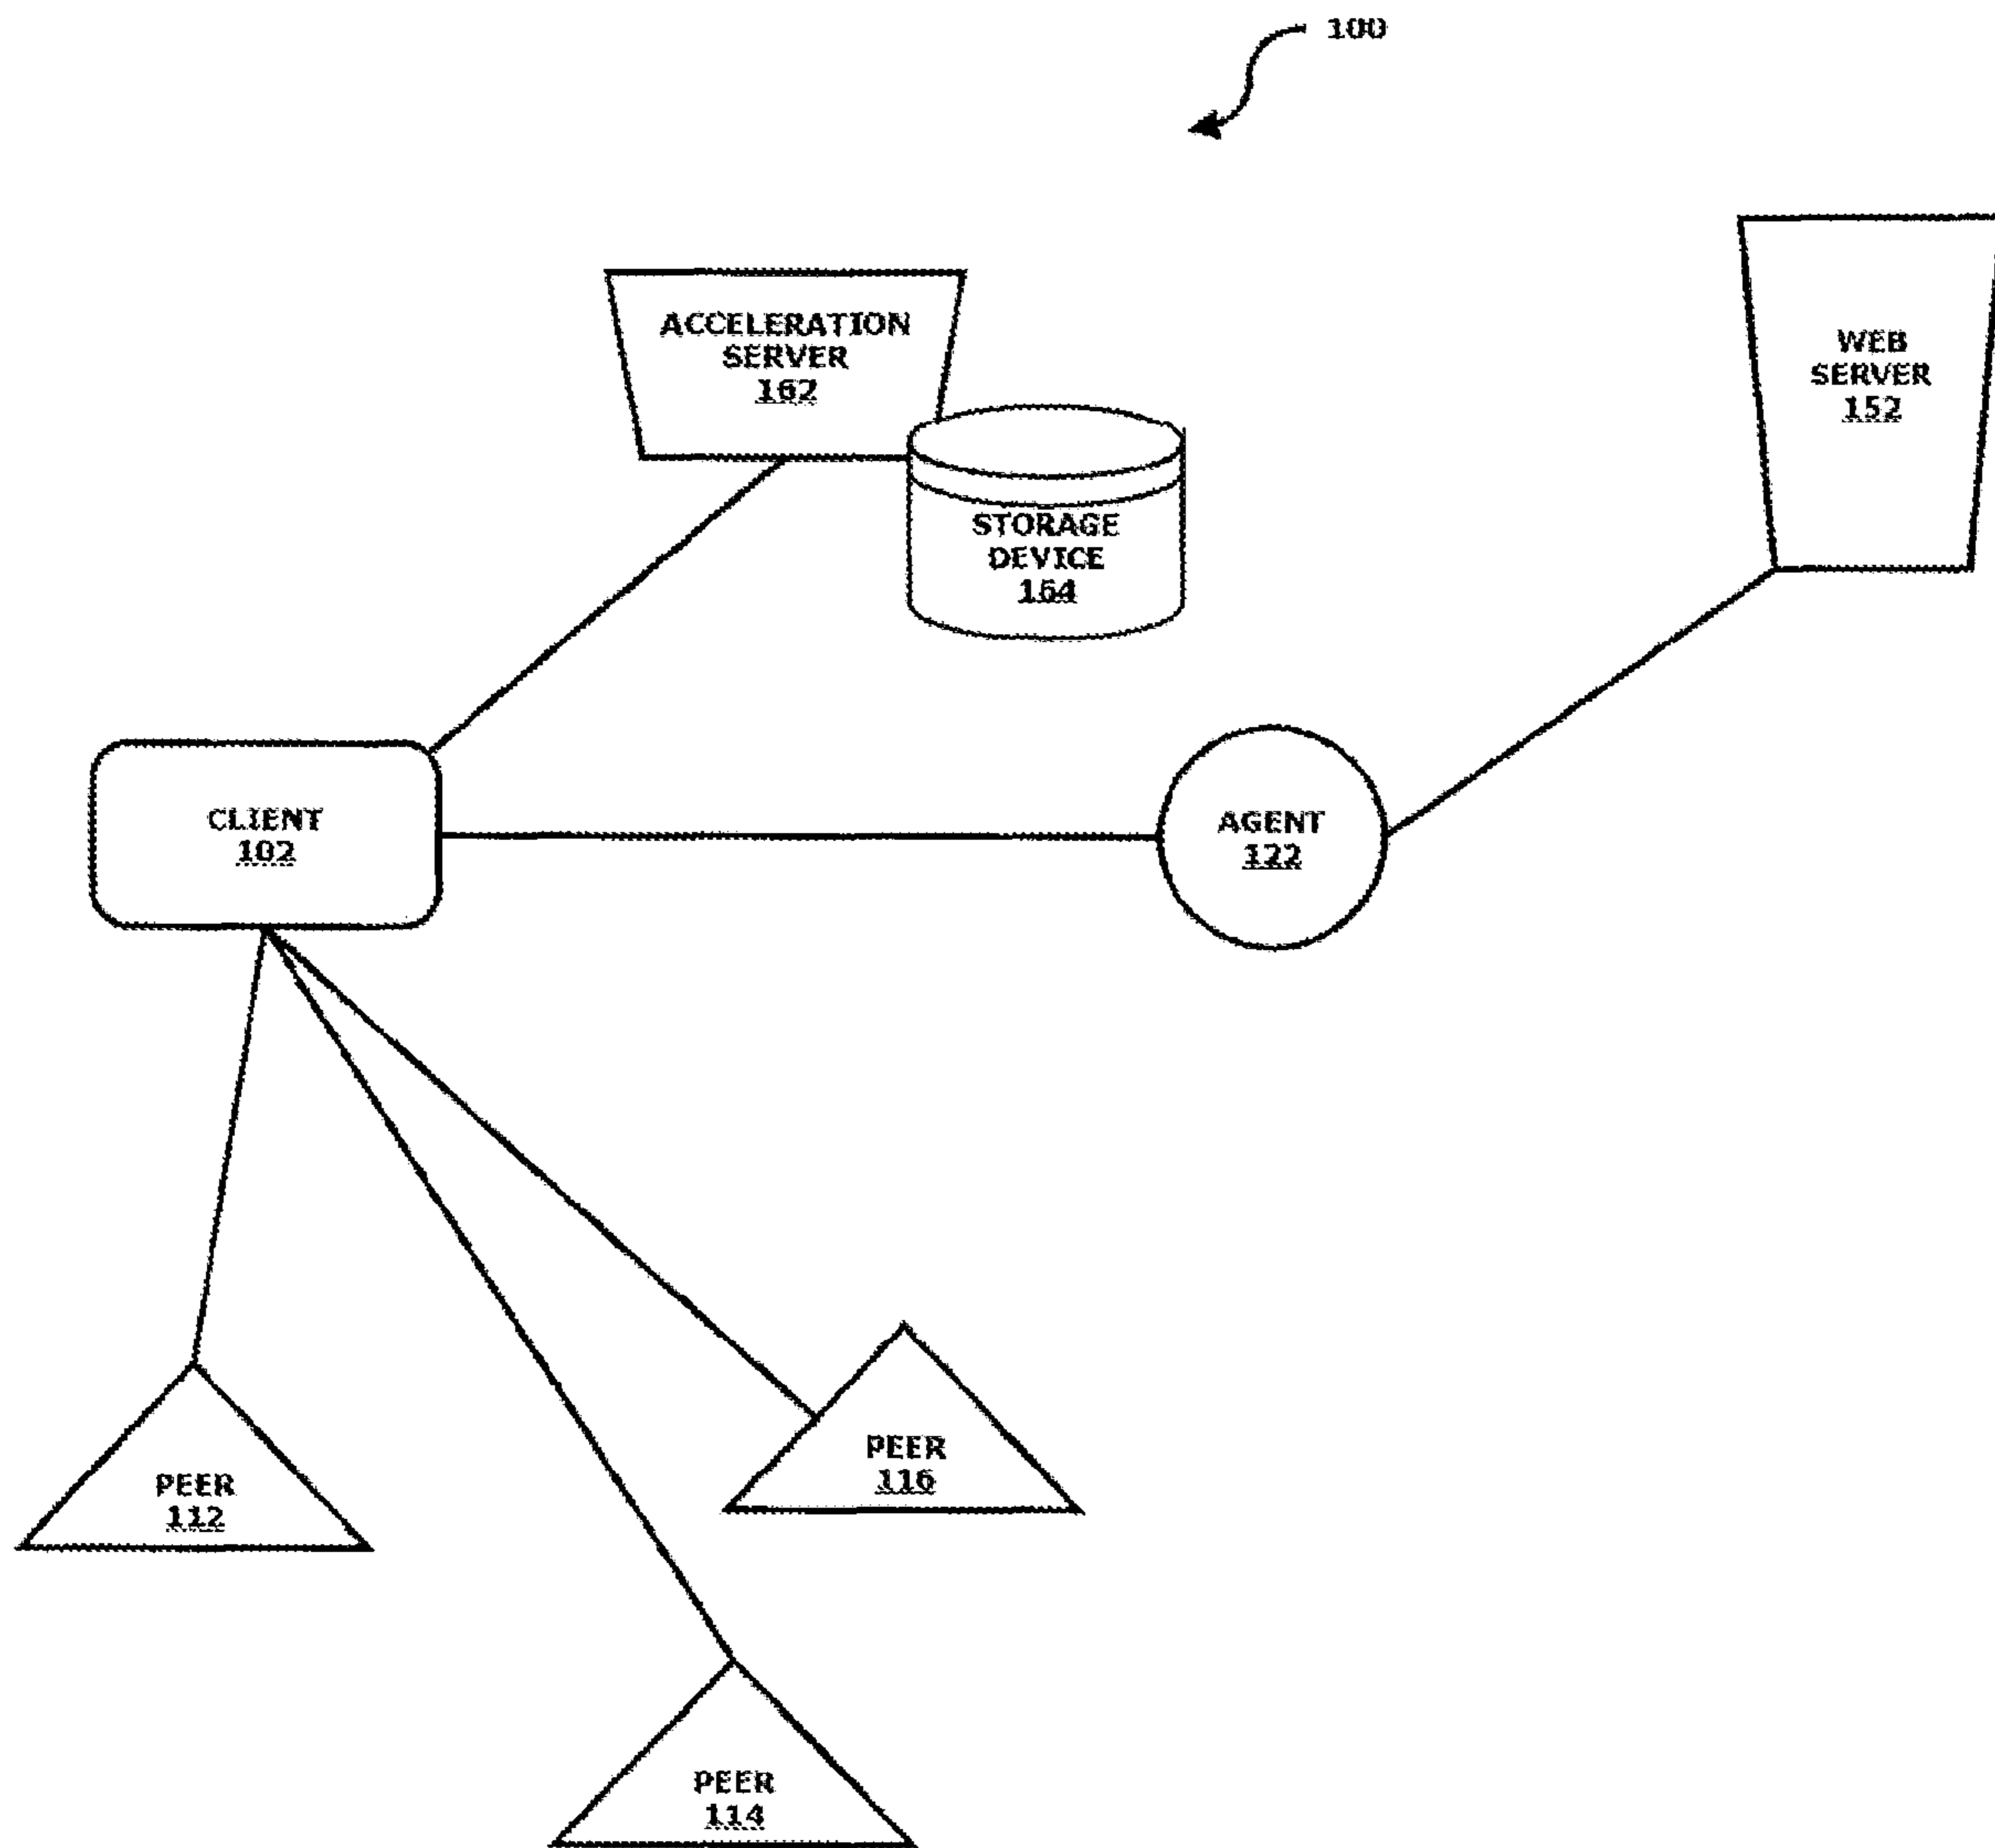 100
ACCELERATION
SERVER
162
STORAGE
DEVICE
164
WEB
SERVER
152
CLIENT
102
AGENT
122
PEER
116
PEER
112
PEER
114